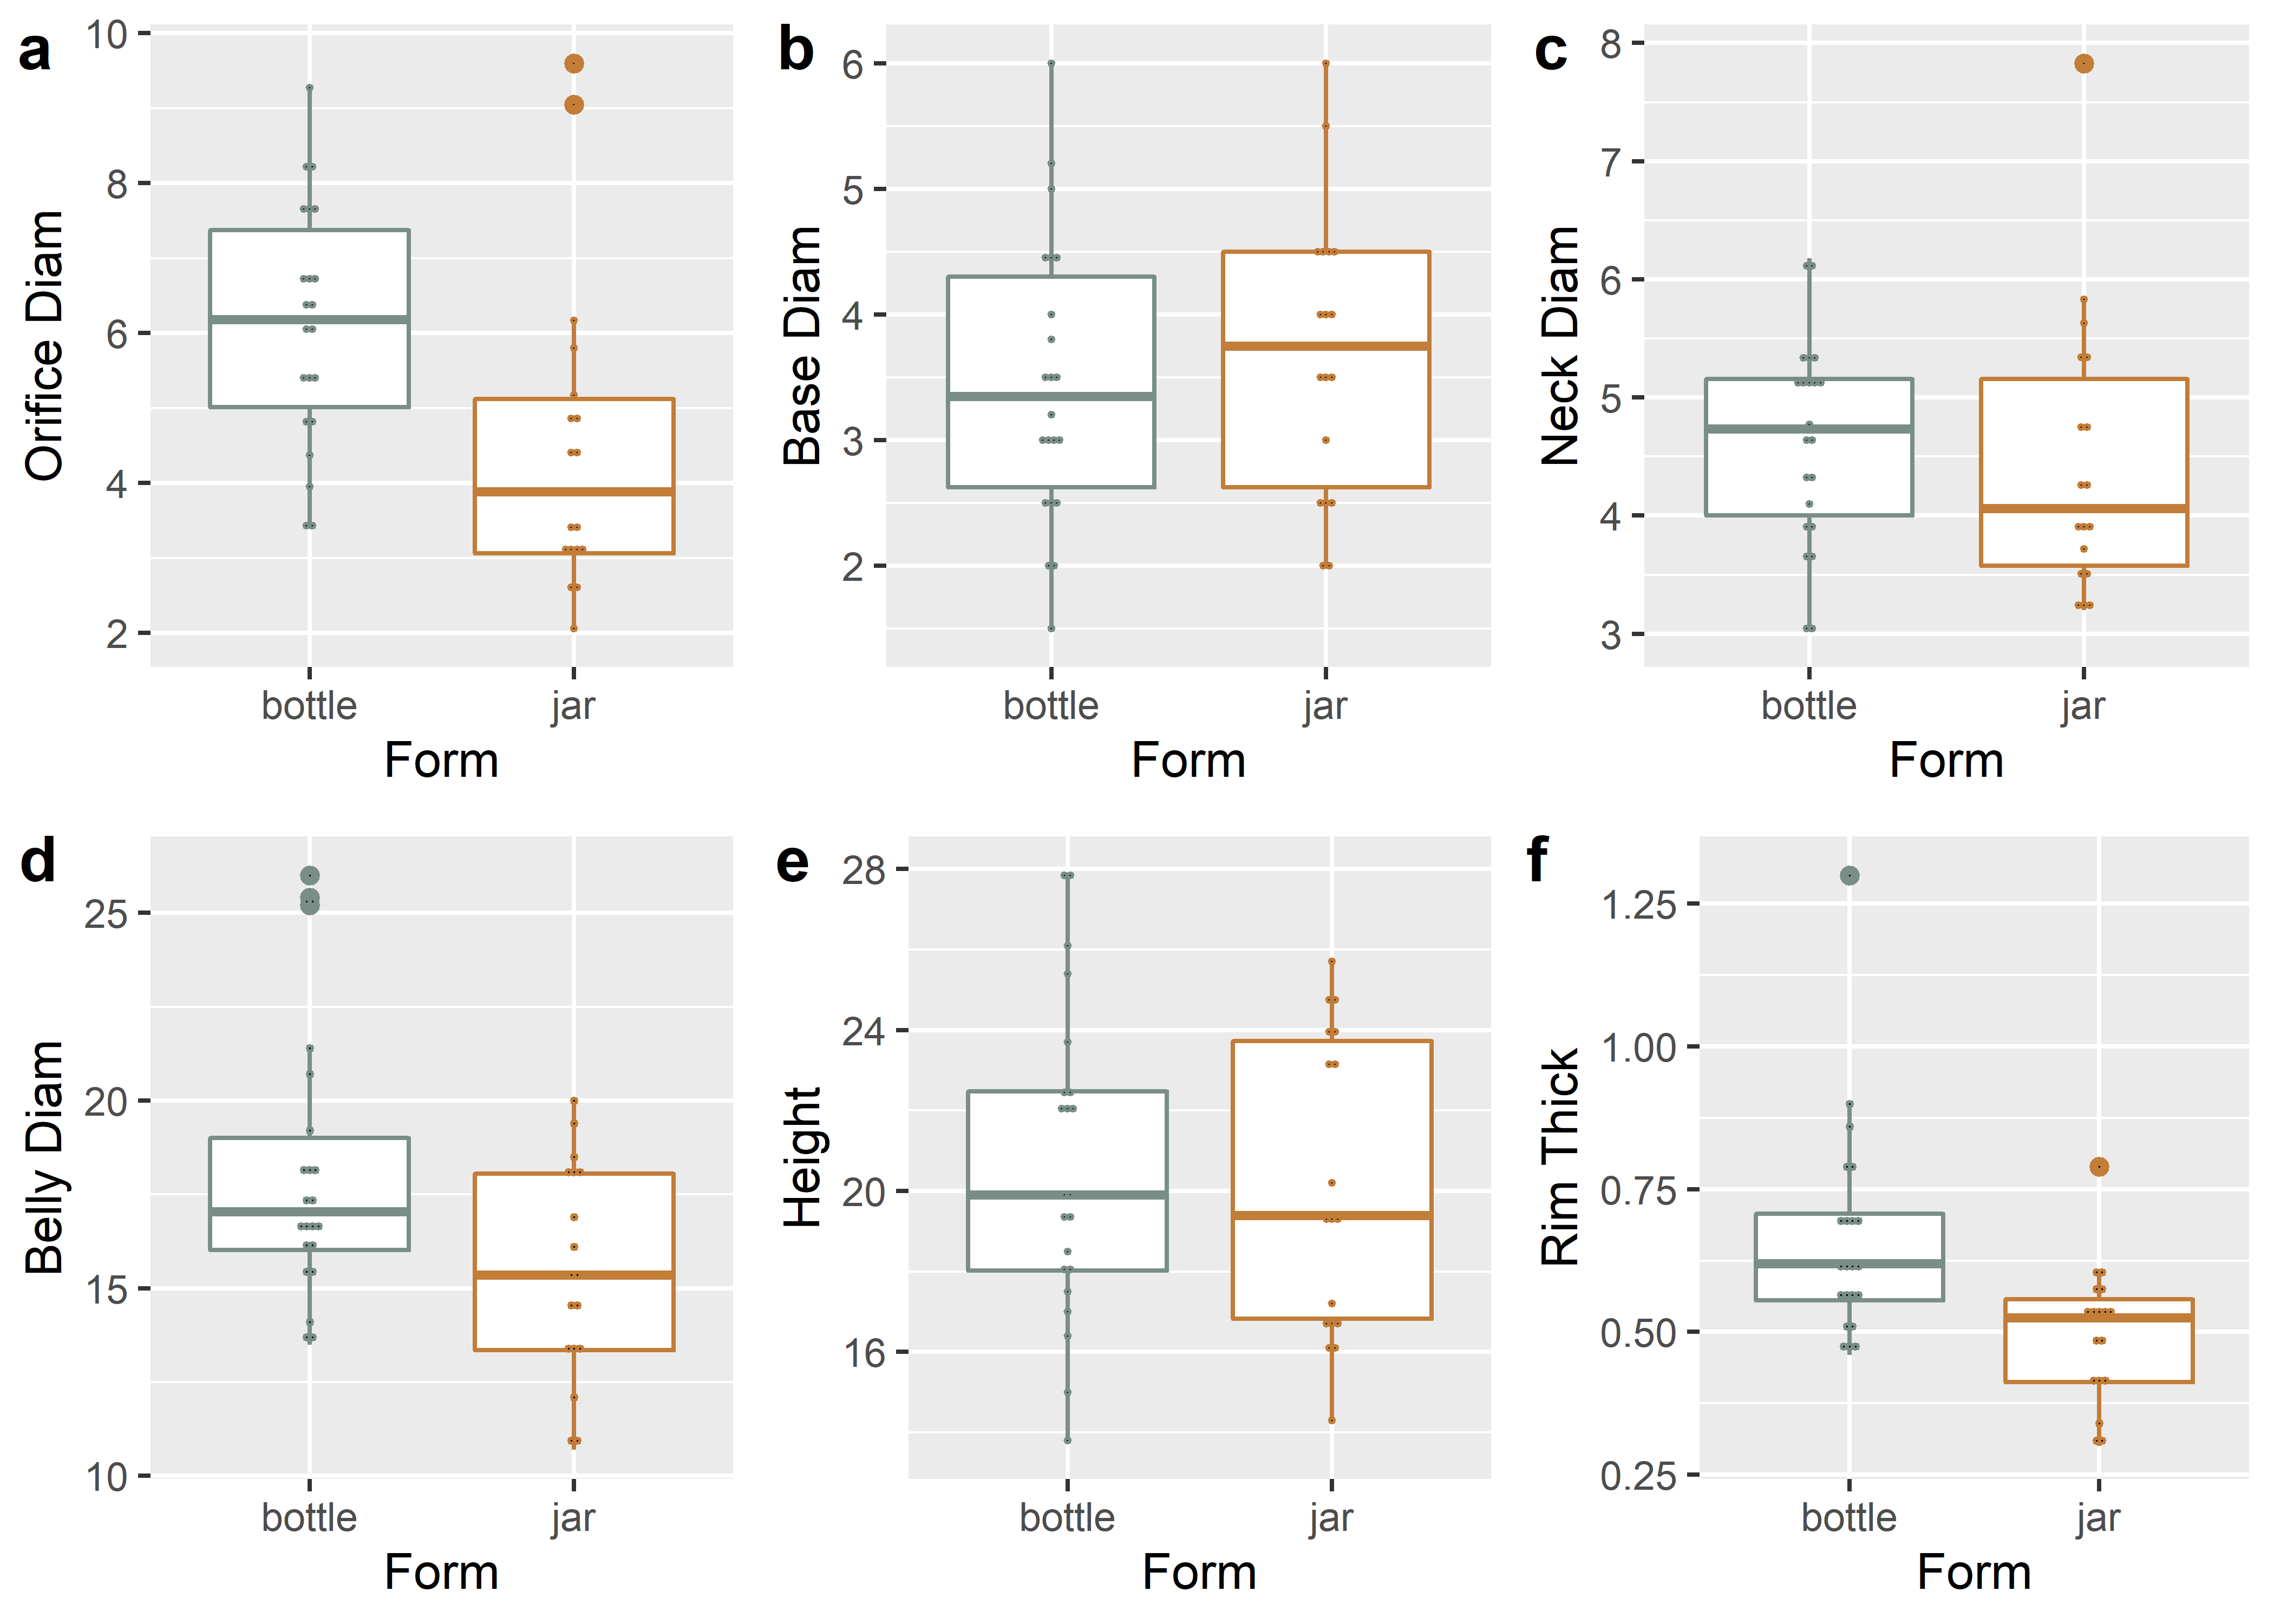 a
Orifice Diam
10
8
6
4
2
bottle jar
Form
b
Base Diam
6
5
4
3
2
bottle jar
Form
c
Neck Diam
8
7
6
5
4
3
bottle jar
Form
d
Belly Diam
25
20
15
10
bottle jar
Form
e
Height
28
24
20
16
bottle jar
Form
f
Rim Thick
1.25
1.00
0.75
0.50
0.25
bottle jar
Form